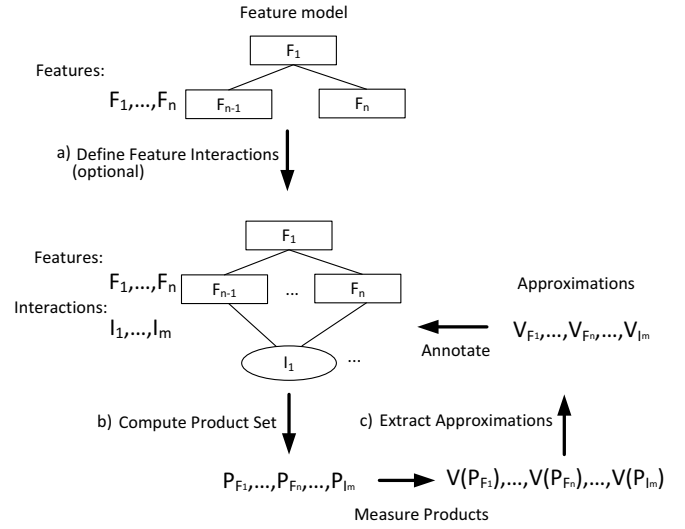 Feature model
F1
Features:
F1,...,Fn
Fn-1
Fn
a) Define Feature Interactions
(optional)
F1
Features:
F1,...,Fn
Fn-1
...
Fn
Interactions:
I1,...,Im
I1
...
Approximations
VF1,...,VFn,...,VIm
Annotate
b) Compute Product Set
c) Extract Approximations
PF1,...,PFn,...,PIm
V(PF1),...,V(PFn),...,V(PIm)
Measure Products